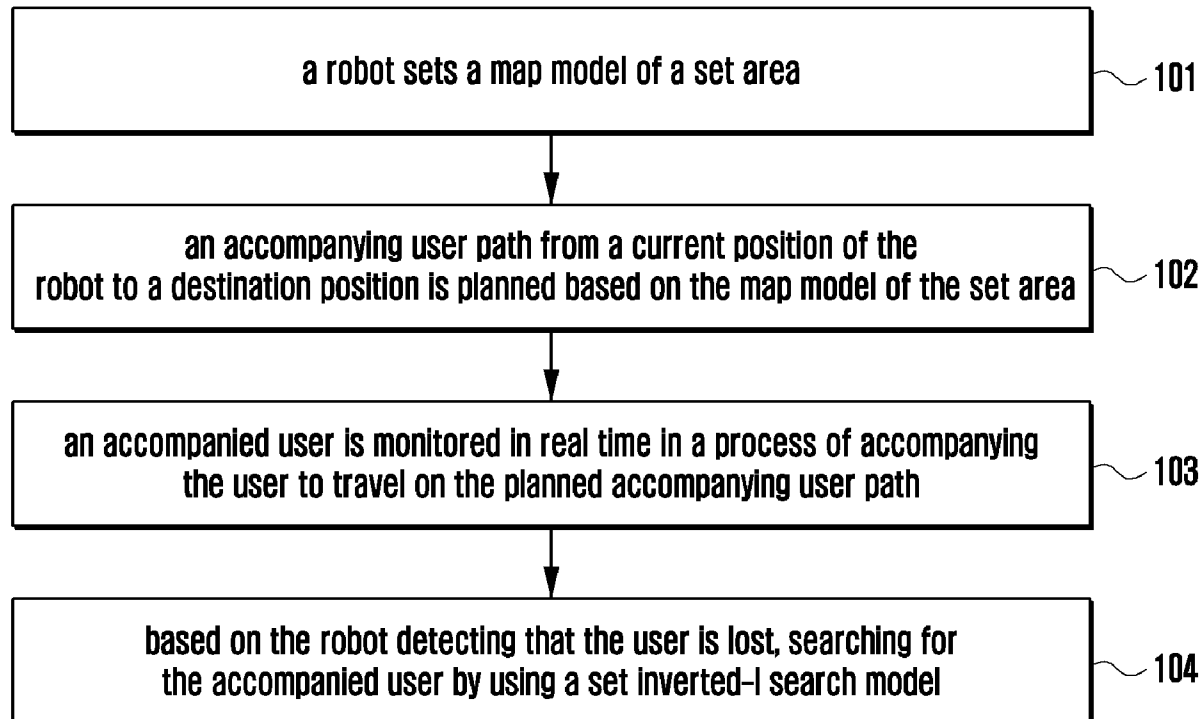 a robot sets a map model of a set area
101
an accompanying user path from a current position of the
robot to a destination position is planned based on the map model of the set area
102
an accompanied user is monitored in real time in a process of accompanying
the user to travel on the planned accompanying user path
103
based on the robot detecting that the user is lost, searching for
the accompanied user by using a set inverted-l search model
104